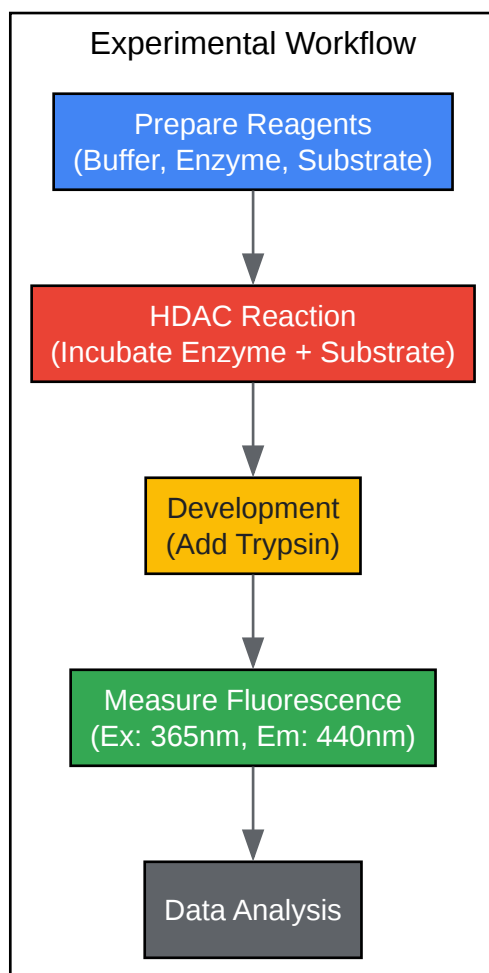 Experimental Workflow
Prepare Reagents
(Buffer, Enzyme, Substrate)
HDAC Reaction
(Incubate Enzyme + Substrate)
Development
(Add Trypsin)
Measure Fluorescence
(Ex: 365nm, Em: 440nm)
Data Analysis